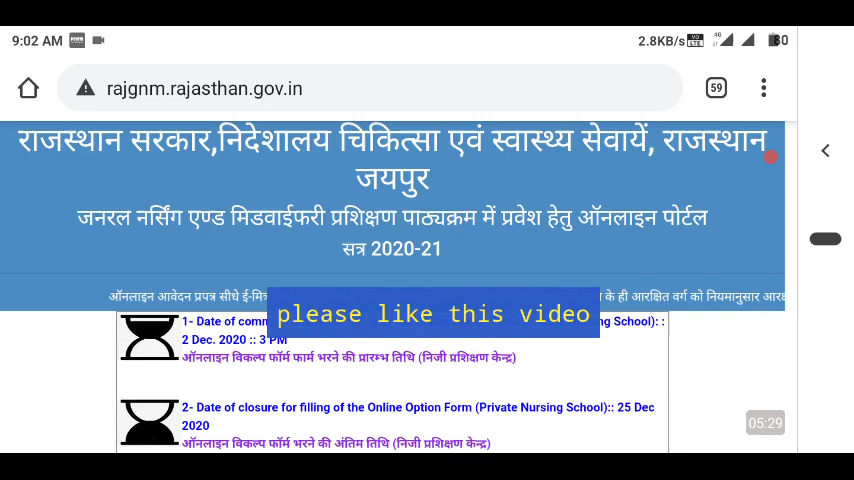 9:02 AM
2.8KB/s
VO LTE
4G
80
rajgnm.rajasthan.gov.in
59
राजस्थान सरकार,निदेशालय चिकित्सा एवं स्वास्थ्य सेवायें, राजस्थान
जयपुर
जनरल नर्सिंग एण्ड मिडवाईफरी प्रशिक्षण पाठ्यक्रम में प्रवेश हेतु ऑनलाइन पोर्टल
सत्र 2020-21
ऑनलाइन आवेदन प्रपत्र सीधे ई-मित्र के ही आरक्षित वर्ग को नियमानुसार
please like this video
1- Date of School): :
2 Dec. 2020 :: 3 PM
ऑनलाइन विकल्प फॉर्म फार्म भरने की प्रारम्भ तिथि (निजी प्रशिक्षण केन्द्र)
2- Date of closure for filling of the Online Option Form (Private Nursing School):: 25 Dec
2020
ऑनलाइन विकल्प फॉर्म भरने की अंतिम तिथि (निजी प्रशिक्षण केन्द्र)
05:29